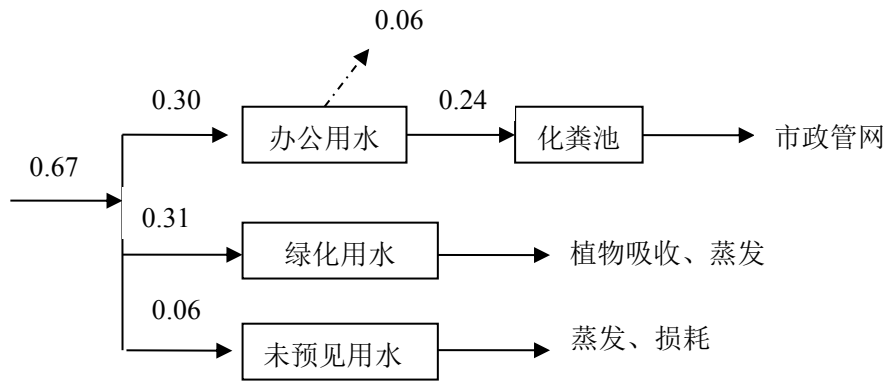 0.06
0.30
办公用水
0.24
化粪池
市政管网
0.67
0.31
绿化用水
植物吸收、蒸发
0.06
未预见用水
蒸发、损耗